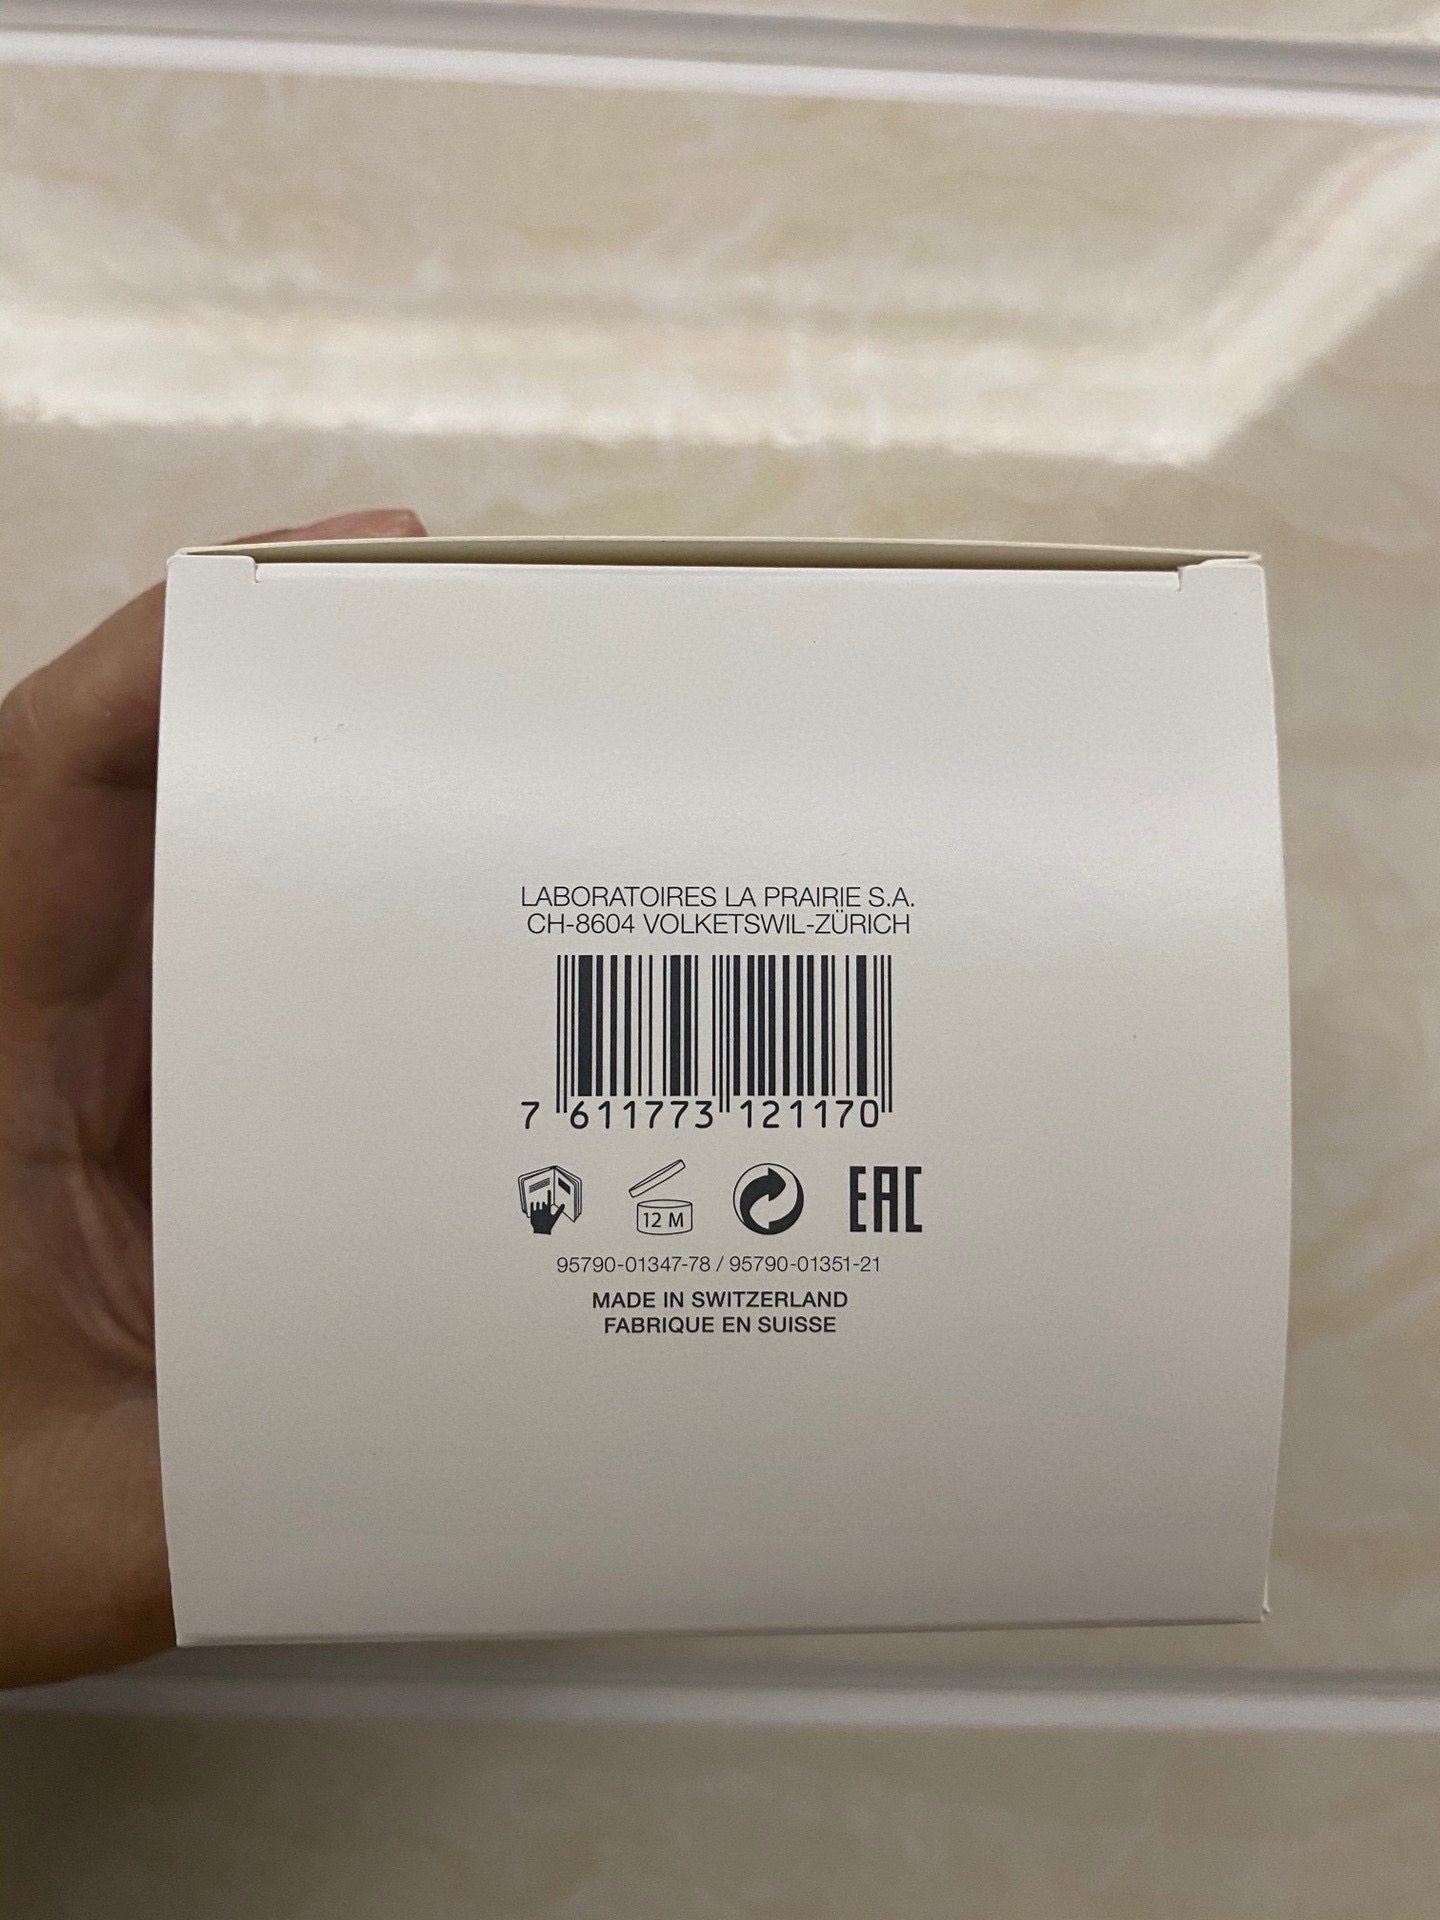 LABORATOIRES LA PRAIRIE S.A.
CH-8604 VOLKETSWIL-ZÜRICH
7 611773 121170
12 M
EAC
95790-01347-78 / 95790-01351-21
MADE IN SWITZERLAND
FABRIQUE EN SUISSE